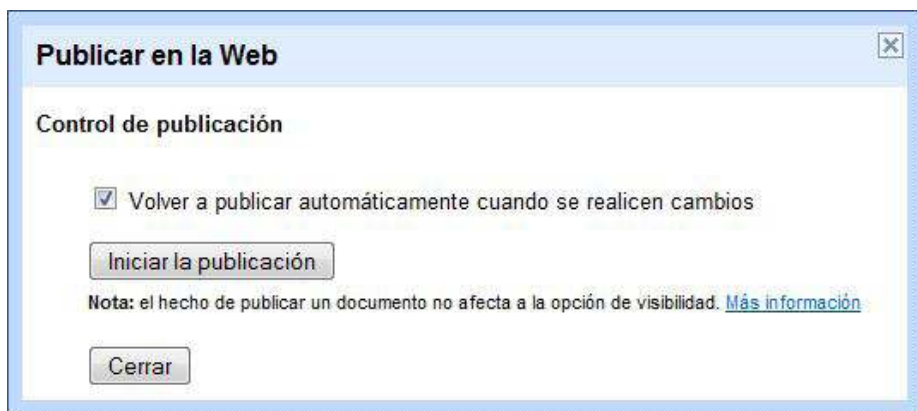 Publicar en la Web
Control de publicación
Volver a publicar automáticamente cuando se realicen cambios
Iniciar la publicación
Nota: el hecho de publicar un documento no afecta a la opción de visibilidad. Más información
Cerrar